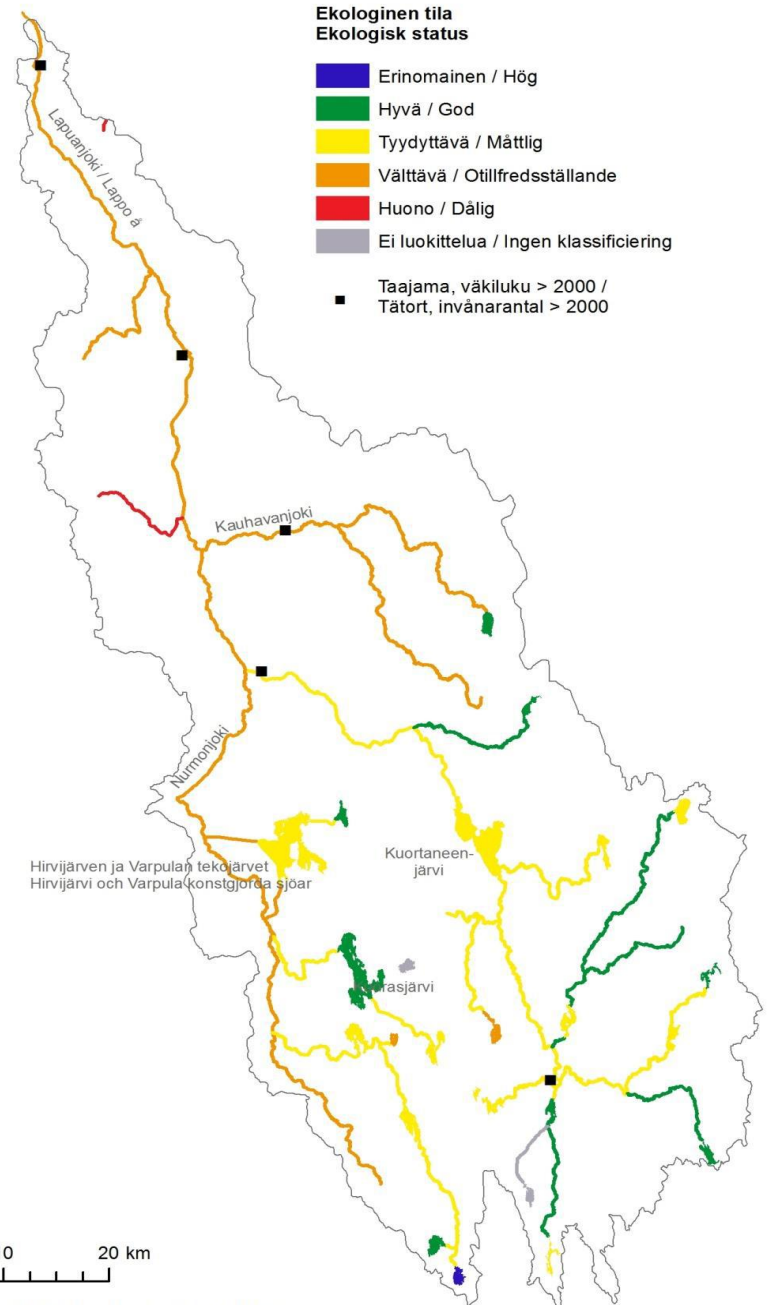 Ekologinen tila
Ekologisk status
Erinomainen / Hög
Hyvä / God
Tyydyttävä / Måttlig
Välttävä / Otillfredsställande
Huono / Dålig
Ei luokittelua / Ingen klassificiering
Taajama, väkiluku > 2000 /
Tätort, invånarantal > 2000
Lapuanjoki / Lappo å
Kauhavanjoki
Nurmonjoki
Hirvijärven ja Varpulan tekojärvet
Hirvijärvi och Varpula konstgjorda sjöar
Kuortaneen-
järvi
0 20 km